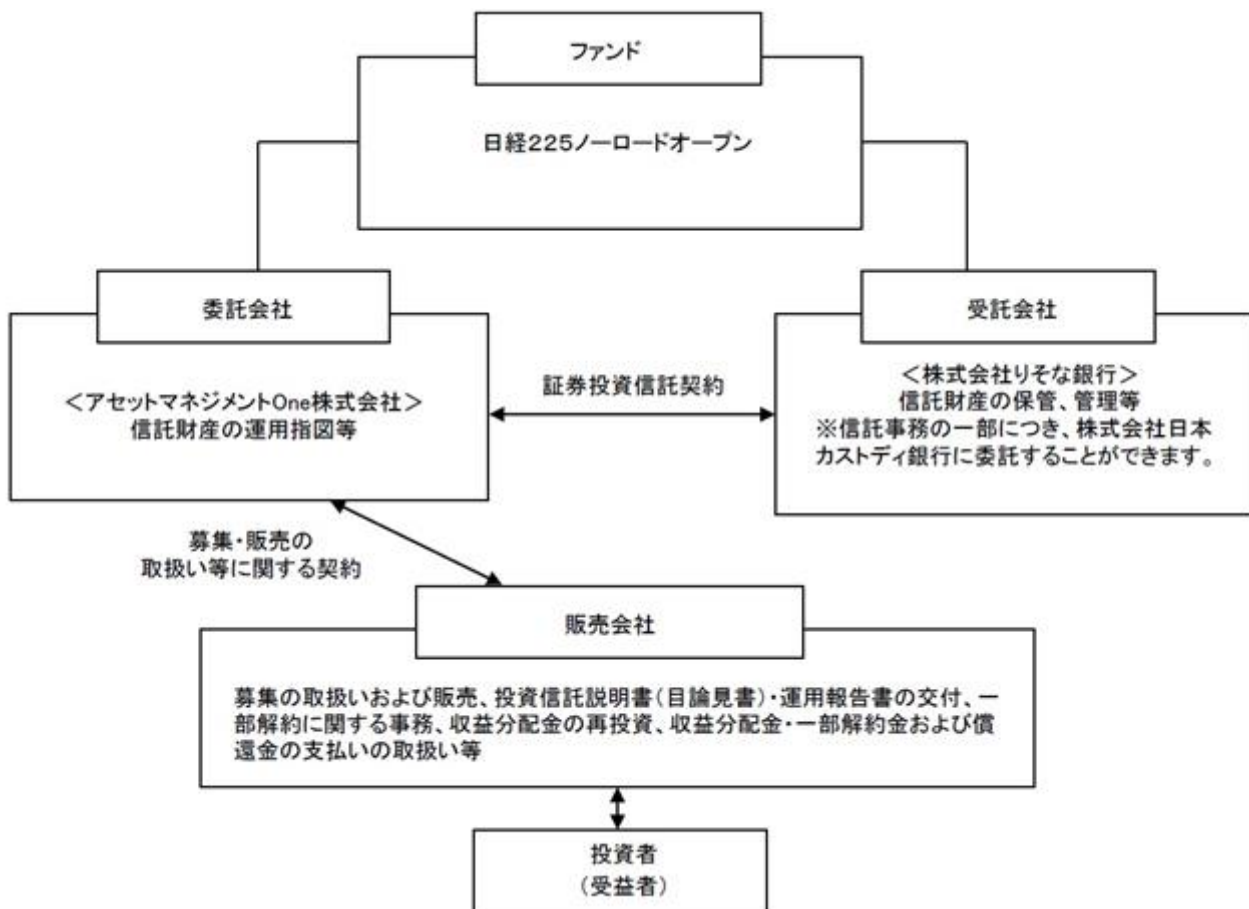 ファンド
日経225ノーロードオープン
委託会社
<アセットマネジメントOne株式会社>
信託財産の運用指図等
証券投資信託契約
受託会社
<株式会社りそな銀行>
信託財産の保管、管理等
※信託事務の一部につき、株式会社日本
カストディ銀行に委託することができます。
募集・販売の
取扱い等に関する契約
販売会社
募集の取扱いおよび販売、投資信託説明書(目論見書)・運用報告書の交付、一
部解約に関する事務、収益分配金の再投資、収益分配金・一部解約金および償
還金の支払いの取扱い等
投資者
(受益者)